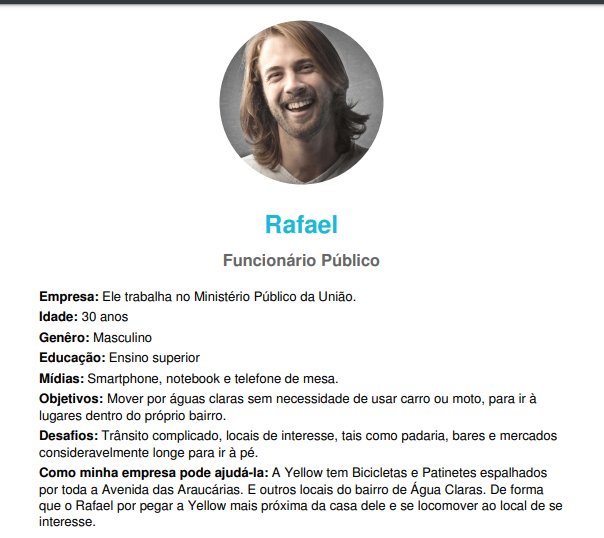 Rafael
Funcionário Público
Empresa: Ele trabalha no Ministério Público da União.
Idade: 30 anos
Genêro: Masculino
Educação: Ensino superior
Mídias: Smartphone, notebook e telefone de mesa.
Objetivos: Mover por águas claras sem necessidade de usar carro ou moto, para ir à
lugares dentro do próprio bairro.
Desafios: Trânsito complicado, locais de interesse, tais como padaria, bares e mercados
consideravelmente longe para ir à pé.
Como minha empresa pode ajudá-la: A Yellow tem Bicicletas e Patinetes espalhados
por toda a Avenida das Araucárias. E outros locais do bairro de Água Claras. De forma
que o Rafael por pegar a Yellow mais próxima da casa dele e se locomover ao local de se
interesse.